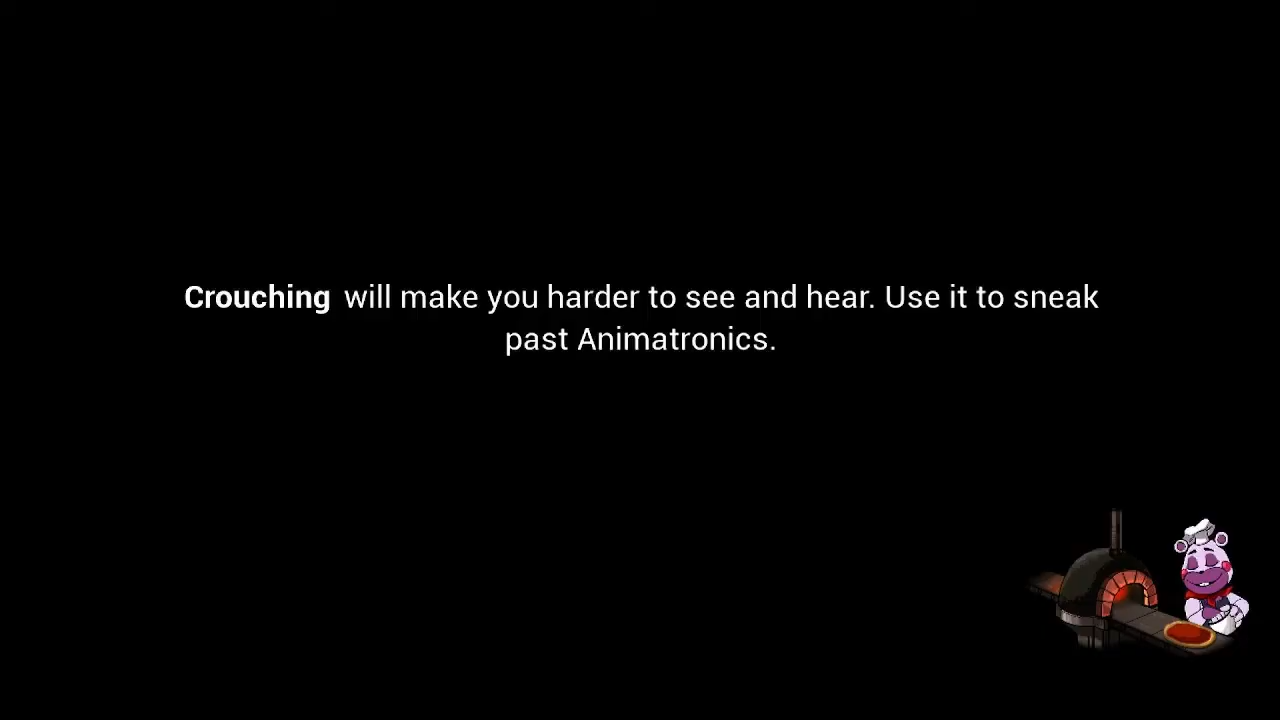 Crouching will make you harder to see and hear. Use it to sneak
past Animatronics.